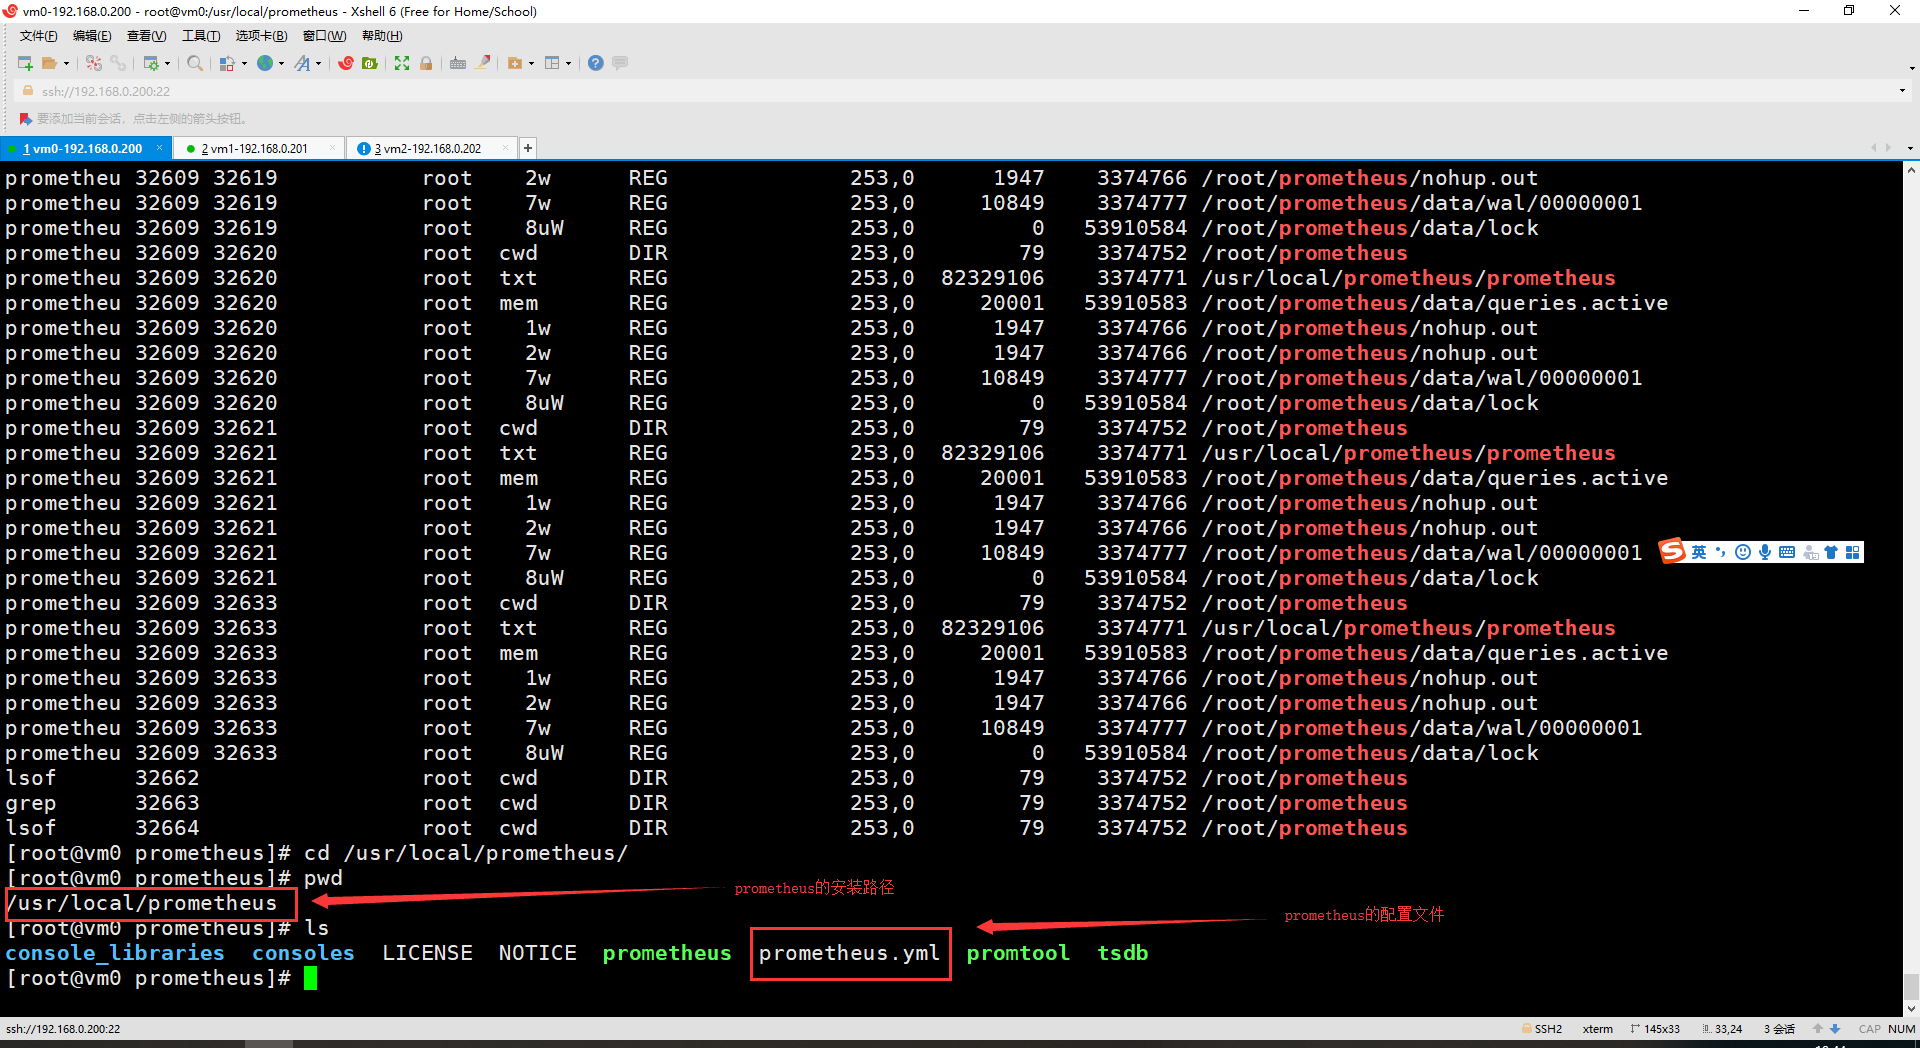 vm0-192.168.0.200 - root@vm0:/usr/local/prometheus - Xshell 6 (Free for Home/School)
文件(F) 编辑(E) 查看(V) 工具(T) 选项卡(B) 窗口(W) 帮助(H)
ssh://192.168.0.200:22
要添加当前会话，点击左侧的箭头按钮。
1 vm0-192.168.0.200 × 2 vm1-192.168.0.201 × 3 vm2-192.168.0.202 × +
prometheu 32609 32619 root 2w REG 253,0 1947 3374766 /root/prometheus/nohup.out
prometheu 32609 32619 root 7w REG 253,0 10849 3374777 /root/prometheus/data/wal/00000001
prometheu 32609 32619 root 8uW REG 253,0 0 53910584 /root/prometheus/data/lock
prometheu 32609 32620 root cwd DIR 253,0 79 3374752 /root/prometheus
prometheu 32609 32620 root txt REG 253,0 82329106 3374771 /usr/local/prometheus/prometheus
prometheu 32609 32620 root mem REG 253,0 20001 53910583 /root/prometheus/data/queries.active
prometheu 32609 32620 root 1w REG 253,0 1947 3374766 /root/prometheus/nohup.out
prometheu 32609 32620 root 2w REG 253,0 1947 3374766 /root/prometheus/nohup.out
prometheu 32609 32620 root 7w REG 253,0 10849 3374777 /root/prometheus/data/wal/00000001
prometheu 32609 32620 root 8uW REG 253,0 0 53910584 /root/prometheus/data/lock
prometheu 32609 32621 root cwd DIR 253,0 79 3374752 /root/prometheus
prometheu 32609 32621 root txt REG 253,0 82329106 3374771 /usr/local/prometheus/prometheus
prometheu 32609 32621 root mem REG 253,0 20001 53910583 /root/prometheus/data/queries.active
prometheu 32609 32621 root 1w REG 253,0 1947 3374766 /root/prometheus/nohup.out
prometheu 32609 32621 root 2w REG 253,0 1947 3374766 /root/prometheus/nohup.out
prometheu 32609 32621 root 7w REG 253,0 10849 3374777 /root/prometheus/data/wal/00000001
英
prometheu 32609 32621 root 8uW REG 253,0 0 53910584 /root/prometheus/data/lock
prometheu 32609 32633 root cwd DIR 253,0 79 3374752 /root/prometheus
prometheu 32609 32633 root txt REG 253,0 82329106 3374771 /usr/local/prometheus/prometheus
prometheu 32609 32633 root mem REG 253,0 20001 53910583 /root/prometheus/data/queries.active
prometheu 32609 32633 root 1w REG 253,0 1947 3374766 /root/prometheus/nohup.out
prometheu 32609 32633 root 2w REG 253,0 1947 3374766 /root/prometheus/nohup.out
prometheu 32609 32633 root 7w REG 253,0 10849 3374777 /root/prometheus/data/wal/00000001
prometheu 32609 32633 root 8uW REG 253,0 0 53910584 /root/prometheus/data/lock
lsof 32662 root cwd DIR 253,0 79 3374752 /root/prometheus
grep 32663 root cwd DIR 253,0 79 3374752 /root/prometheus
lsof 32664 root cwd DIR 253,0 79 3374752 /root/prometheus
[root@vm0 prometheus]# cd /usr/local/prometheus/
[root@vm0 prometheus]# pwd
prometheus的安装路径
/usr/local/prometheus
prometheus的配置文件
[root@vm0 prometheus]# ls
console_libraries consoles LICENSE NOTICE prometheus prometheus.yml promtool tsdb
[root@vm0 prometheus]#
ssh://192.168.0.200:22 SSH2 xterm 145x33 33,24 3 会话 CAP NUM